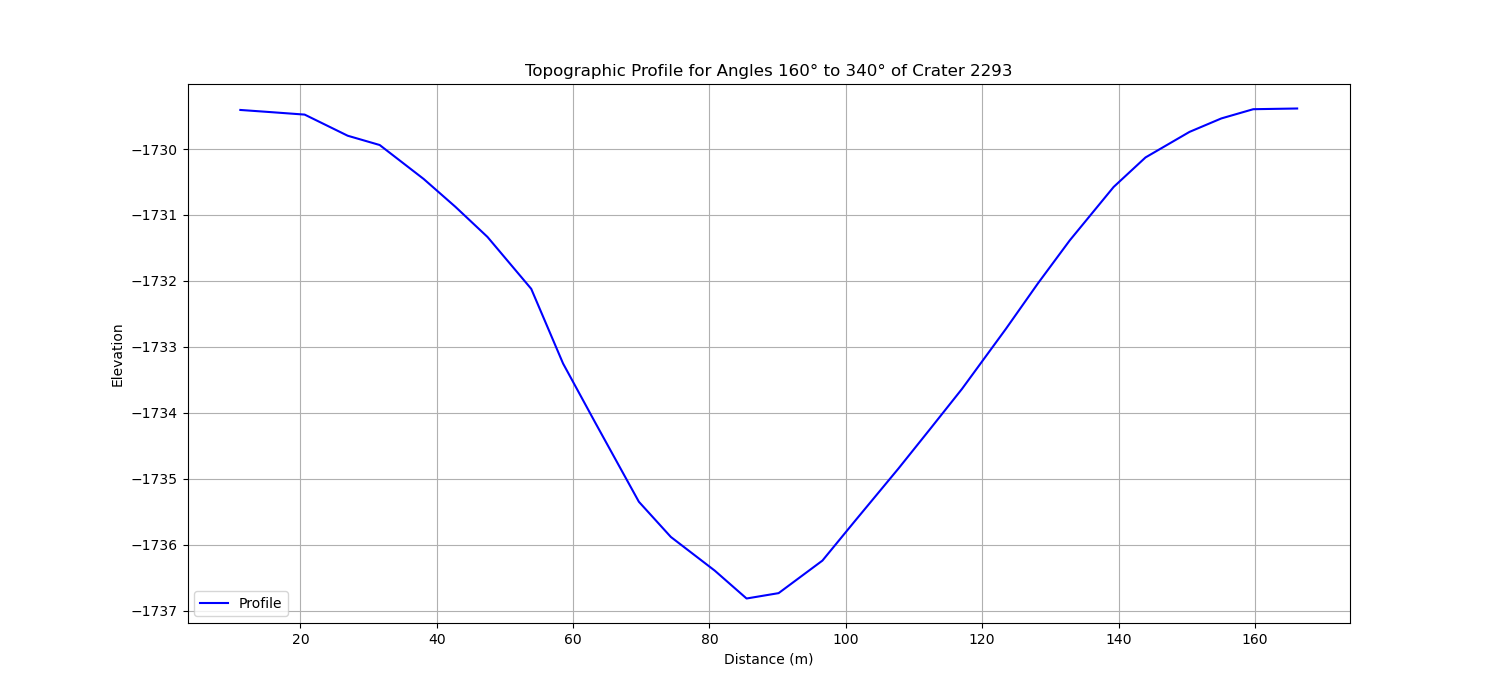 Topographic Profile for Angles 160° to 340° of Crater 2293
Elevation
−1730
−1731
−1732
−1733
−1734
−1735
−1736
−1737
Profile
20 40 60 80 100 120 140 160
Distance (m)